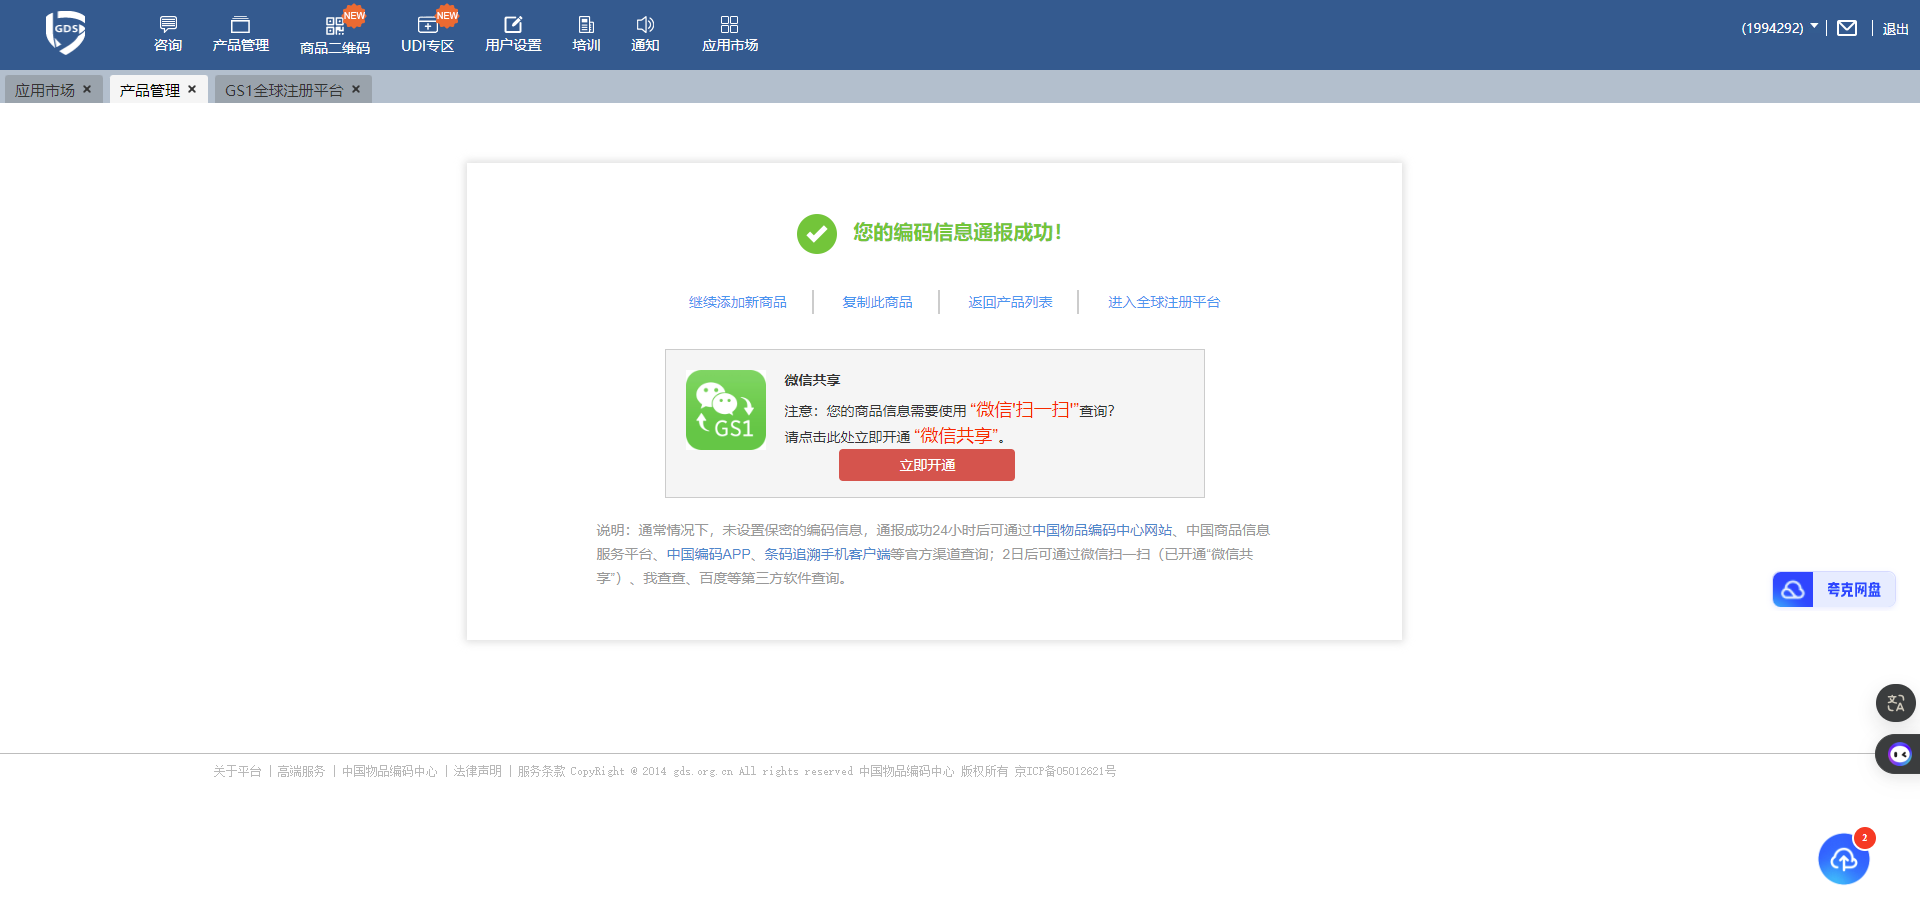 GDS
咨询 产品管理 商品二维码 NEW UDI专区 NEW 用户设置 培训 通知 应用市场 (1994292) 退出
应用市场 × 产品管理 × GS1全球注册平台 ×
您的编码信息通报成功！
继续添加新商品 复制此商品 返回产品列表 进入全球注册平台
微信共享
注意：您的商品信息需要使用 “微信'扫一扫'”查询？
请点击此处立即开通 “微信共享”。
GS1
立即开通
说明：通常情况下，未设置保密的编码信息，通报成功24小时后可通过中国物品编码中心网站、中国商品信息
服务平台、中国编码APP、条码追溯手机客户端等官方渠道查询；2日后可通过微信扫一扫（已开通“微信共
享”）、我查查、百度等第三方软件查询。
夸克网盘
文A
关于平台 | 高端服务 | 中国物品编码中心 | 法律声明 | 服务条款 CopyRight © 2014 gds.org.cn All rights reserved 中国物品编码中心 版权所有 京ICP备05012621号
2